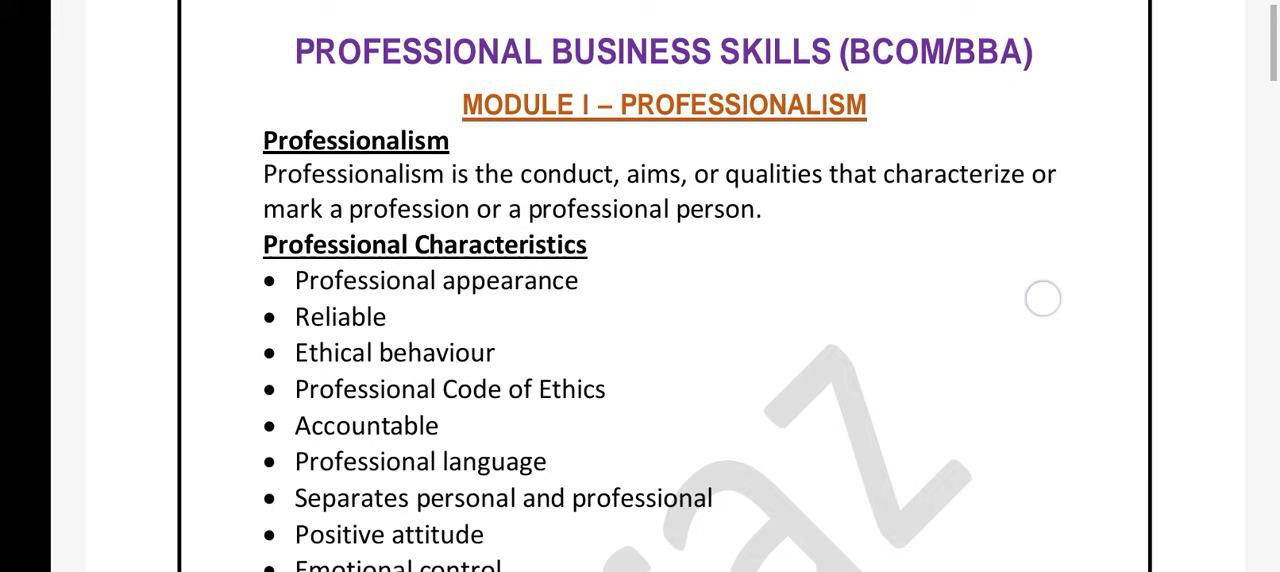 PROFESSIONAL BUSINESS SKILLS (BCOM/BBA)
MODULE I – PROFESSIONALISM
Professionalism
Professionalism is the conduct, aims, or qualities that characterize or
mark a profession or a professional person.
Professional Characteristics
• Professional appearance
• Reliable
• Ethical behaviour
• Professional Code of Ethics
• Accountable
• Professional language
• Separates personal and professional
• Positive attitude
• Emotional control